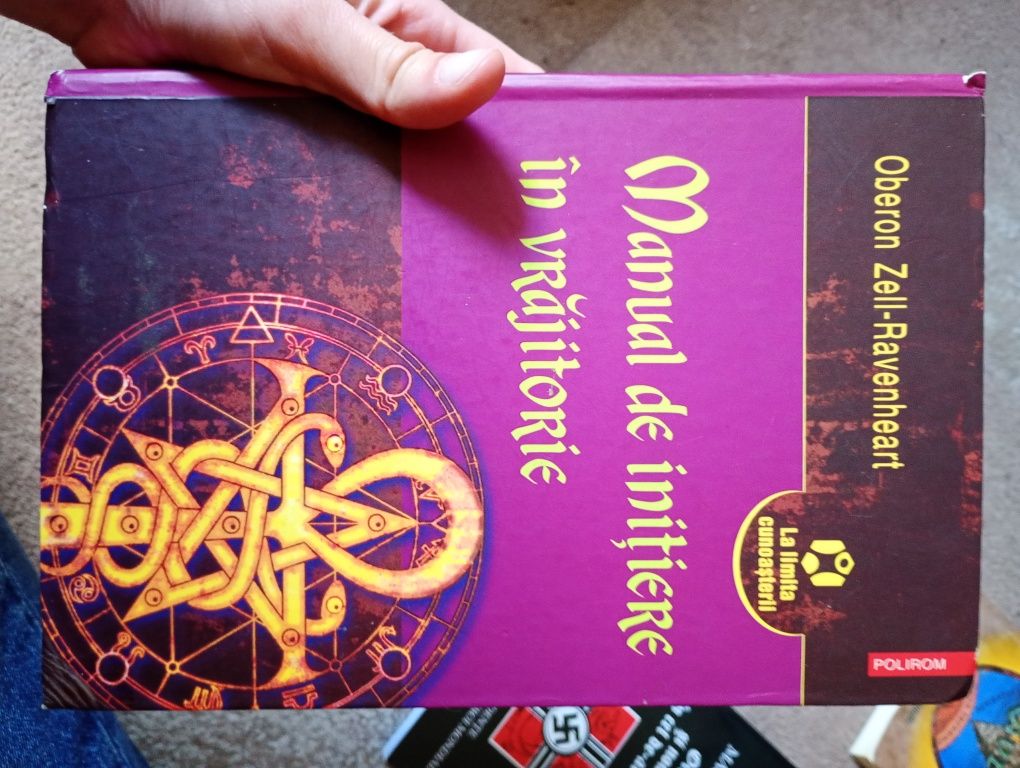 Oberon Zell-Ravenheart
La limita
cunoașterii
POLIROM
Manual de inițiere
în vrăjitorie